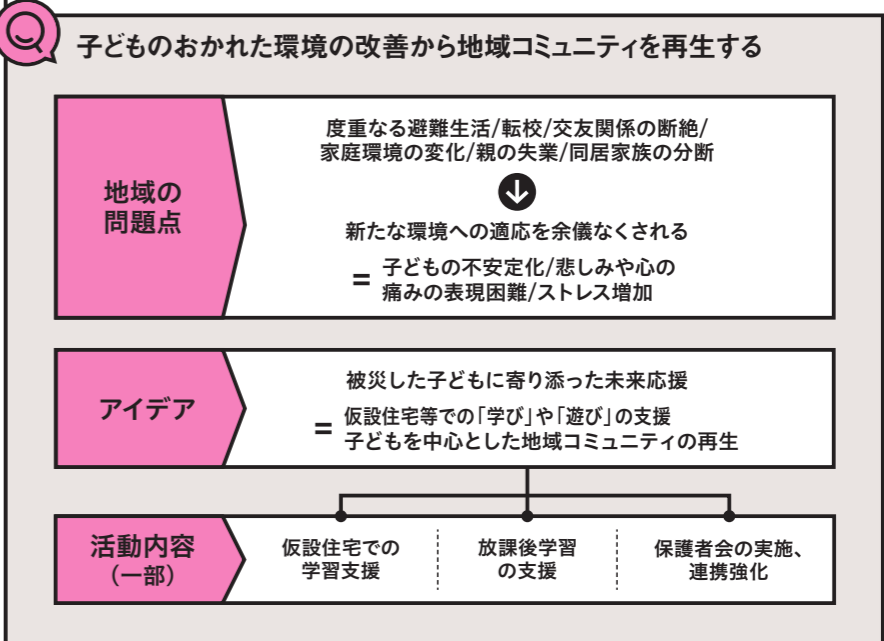 子どものおかれた環境の改善から地域コミュニティを再生する
地域の
問題点
度重なる避難生活/転校/交友関係の断絶/
家庭環境の変化/親の失業/同居家族の分断
↓
新たな環境への適応を余儀なくされる
= 子どもの不安定化/悲しみや心の
痛みの表現困難/ストレス増加
アイデア
被災した子どもに寄り添った未来応援
= 仮設住宅等での「学び」や「遊び」の支援
子どもを中心とした地域コミュニティの再生
活動内容
(一部)
仮設住宅での
学習支援
放課後学習
の支援
保護者会の実施、
連携強化